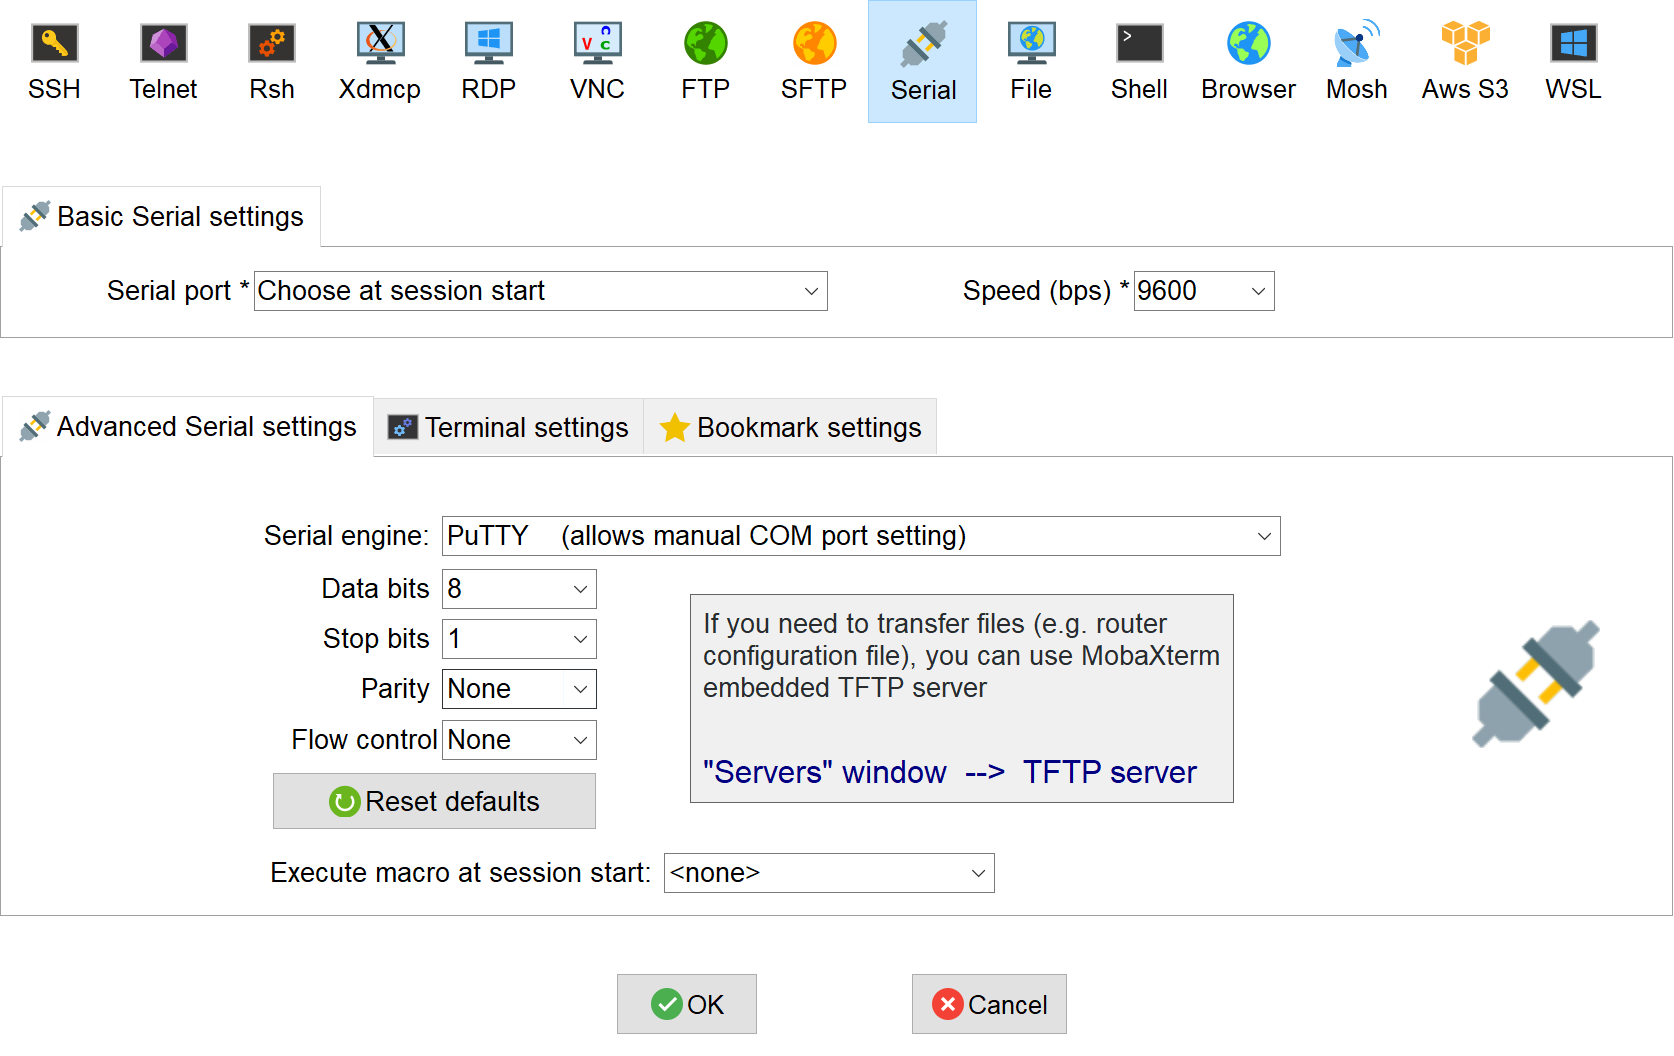 SSH Telnet Rsh Xdmcp RDP VNC FTP SFTP Serial File Shell Browser Mosh Aws S3 WSL
Basic Serial settings
Serial port * Choose at session start Speed (bps) * 9600
Advanced Serial settings Terminal settings Bookmark settings
Serial engine: PuTTY (allows manual COM port setting)
Data bits 8
Stop bits 1
Parity None
Flow control None
Reset defaults
If you need to transfer files (e.g. router
configuration file), you can use MobaXterm
embedded TFTP server
"Servers" window --> TFTP server
Execute macro at session start: <none>
OK Cancel